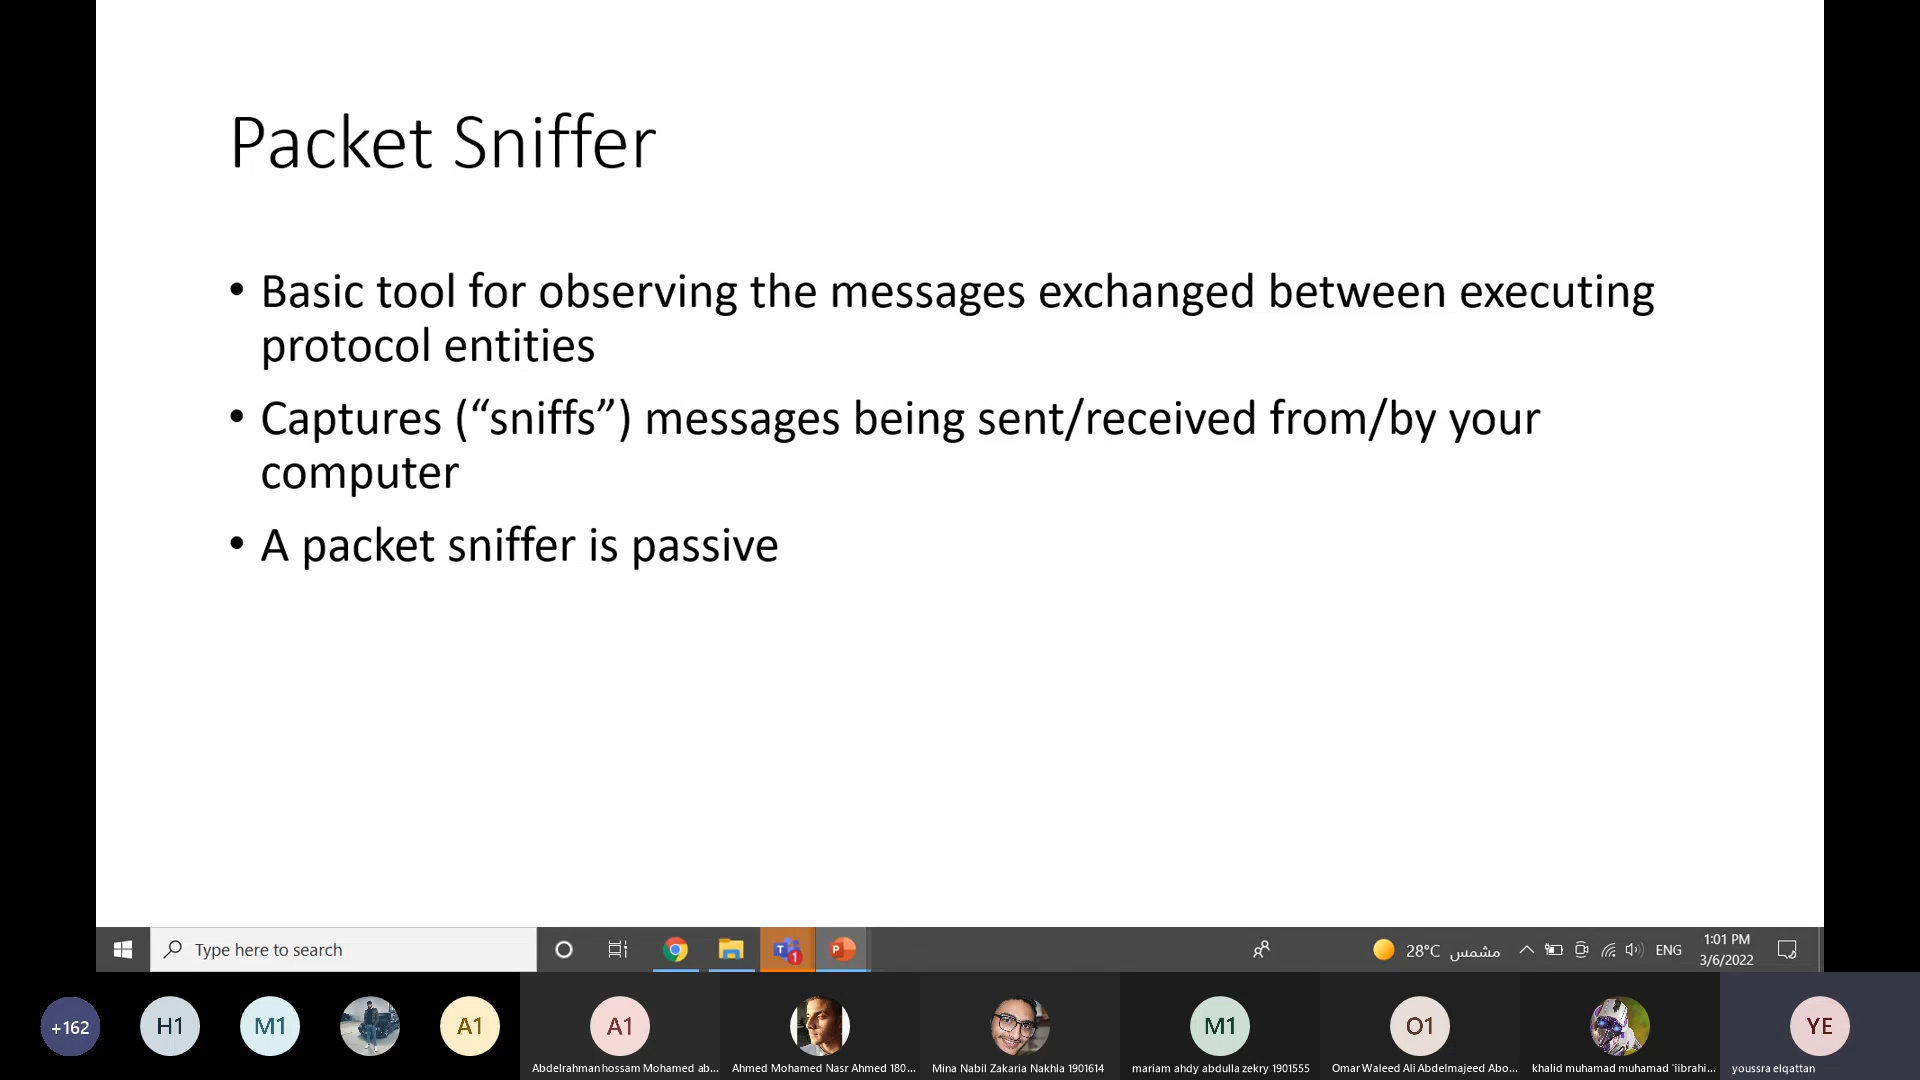 Packet Sniffer
• Basic tool for observing the messages exchanged between executing
protocol entities
• Captures (“sniffs”) messages being sent/received from/by your
computer
• A packet sniffer is passive
Type here to search
T
1
P
28°C مشمس
ENG
1:01 PM
3/6/2022
+162
H1
M1
A1
A1
M1
O1
YE
Abdelrahman hossam Mohamed ab...
Ahmed Mohamed Nasr Ahmed 180...
Mina Nabil Zakaria Nakhla 1901614
mariam ahdy abdulla zekry 1901555
Omar Waleed Ali Abdelmajeed Abo...
khalid muhamad muhamad `iibrahi...
youssra elqattan